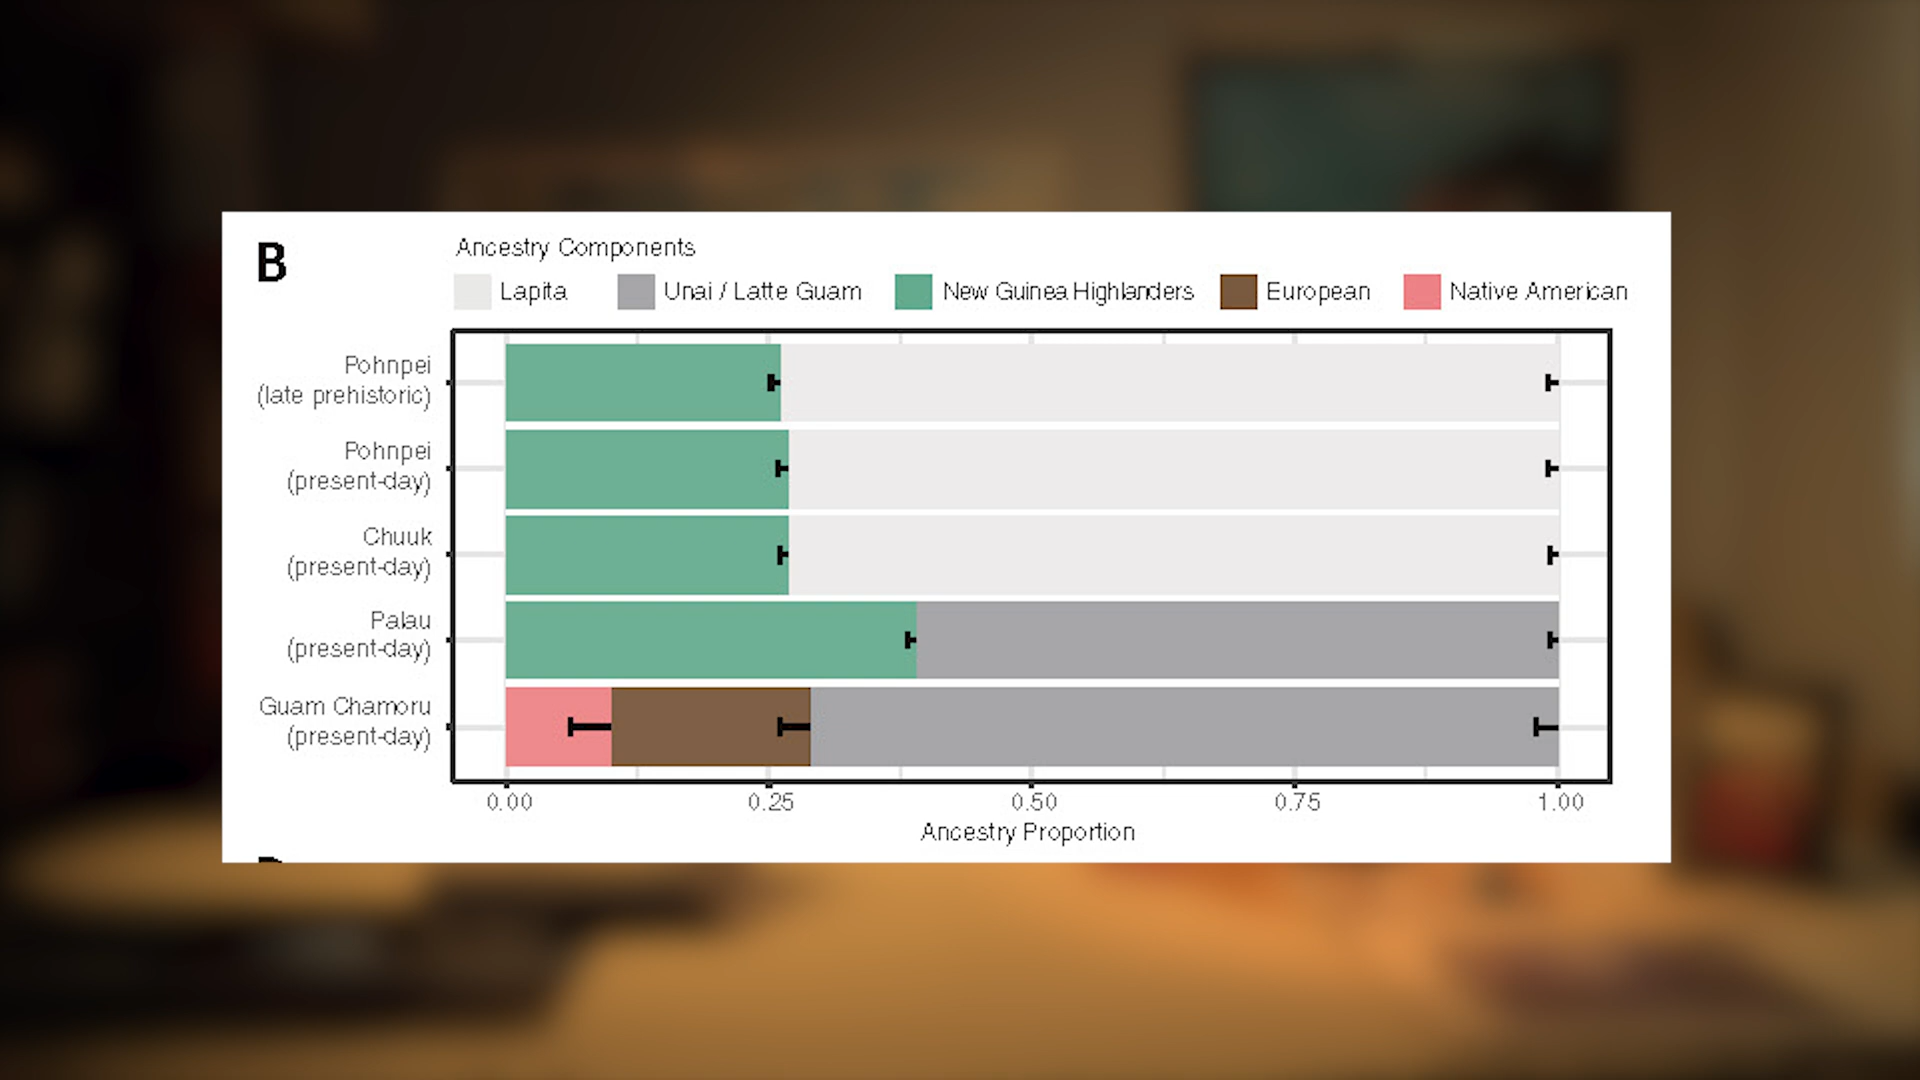 B
Ancestry Components
Lapita Unai / Latte Guam New Guinea Highlanders European Native American
Pohnpei
(late prehistoric)
Pohnpei
(present-day)
Chuuk
(present-day)
Palau
(present-day)
Guam Chamoru
(present-day)
0.00 0.25 0.50 0.75 1.00
Ancestry Proportion